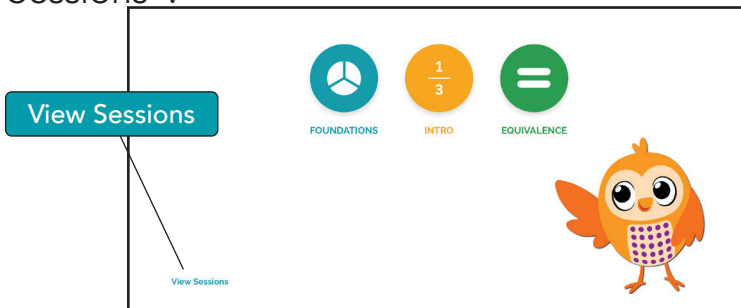 Sessions".
1
3
FOUNDATIONS
INTRO
EQUIVALENCE
View Sessions
View Sessions